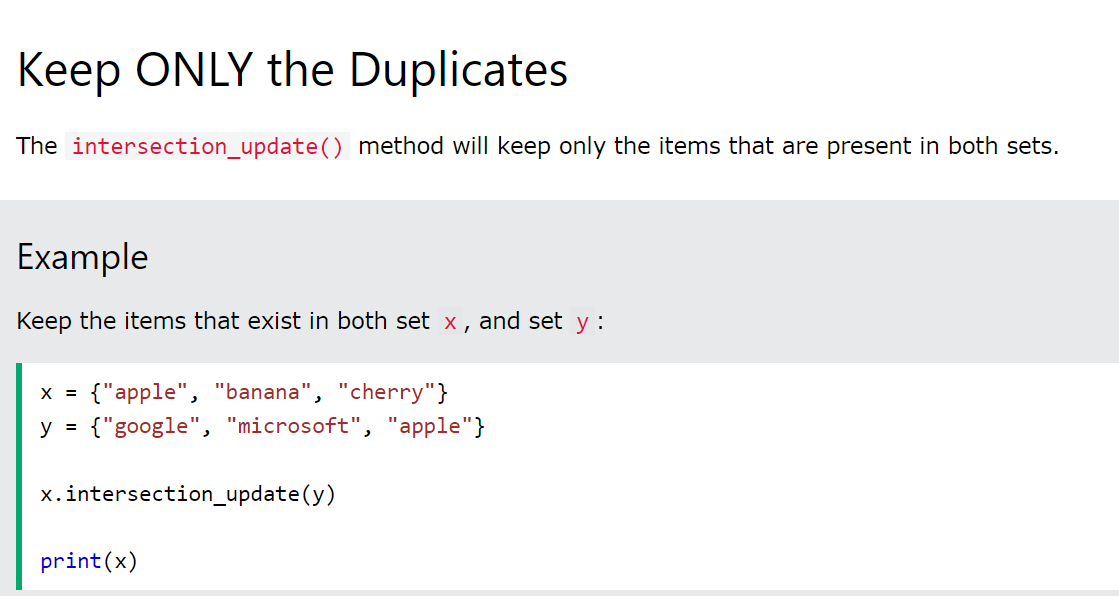 Keep ONLY the Duplicates
The intersection_update() method will keep only the items that are present in both sets.
Example
Keep the items that exist in both set x, and set y:
x = {"apple", "banana", "cherry"}
y = {"google", "microsoft", "apple"}
x.intersection_update(y)
print(x)